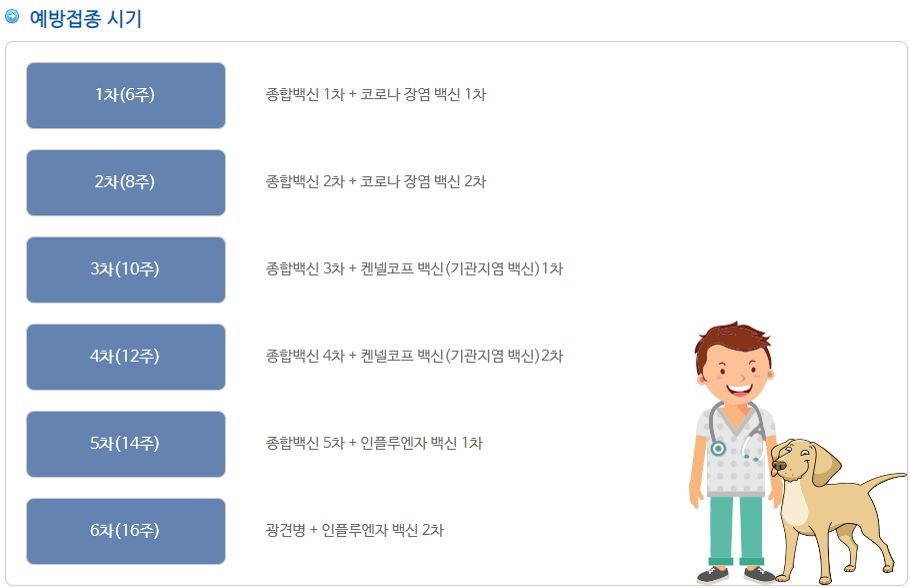 예방접종 시기
1차(6주) 종합백신 1차 + 코로나 장염 백신 1차
2차(8주) 종합백신 2차 + 코로나 장염 백신 2차
3차(10주) 종합백신 3차 + 켄넬코프 백신(기관지염 백신)1차
4차(12주) 종합백신 4차 + 켄넬코프 백신(기관지염 백신)2차
5차(14주) 종합백신 5차 + 인플루엔자 백신 1차
6차(16주) 광견병 + 인플루엔자 백신 2차